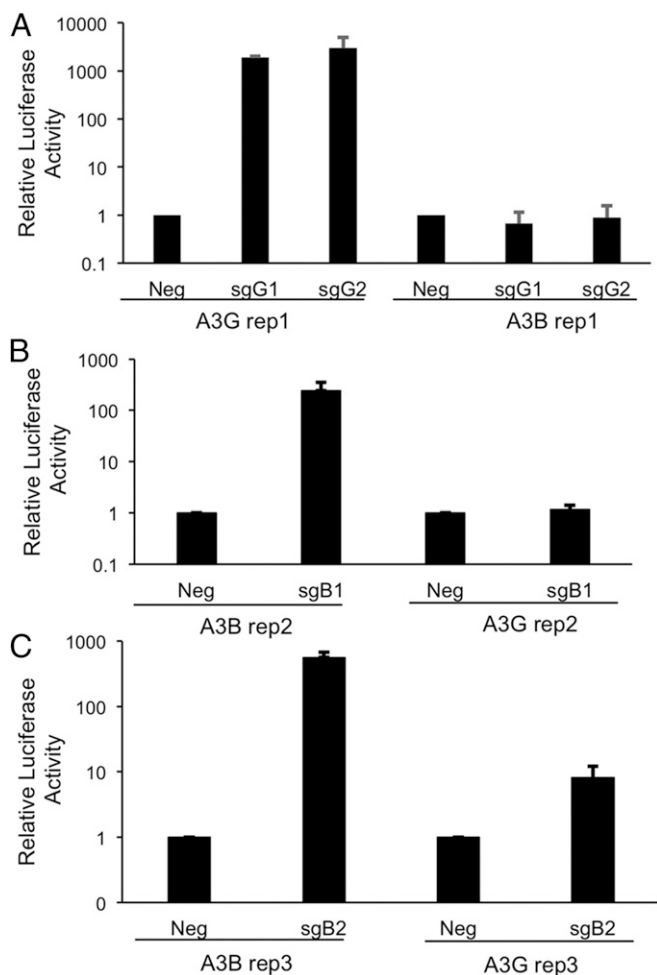 A
Relative Luciferase
Activity
10000
1000
100
10
1
0.1
Neg sgG1 sgG2 Neg sgG1 sgG2
A3G rep1 A3B rep1
B
Relative Luciferase
Activity
1000
100
10
1
0.1
Neg sgB1 Neg sgB1
A3B rep2 A3G rep2
C
Relative Luciferase
Activity
1000
100
10
1
0
Neg sgB2 Neg sgB2
A3B rep3 A3G rep3